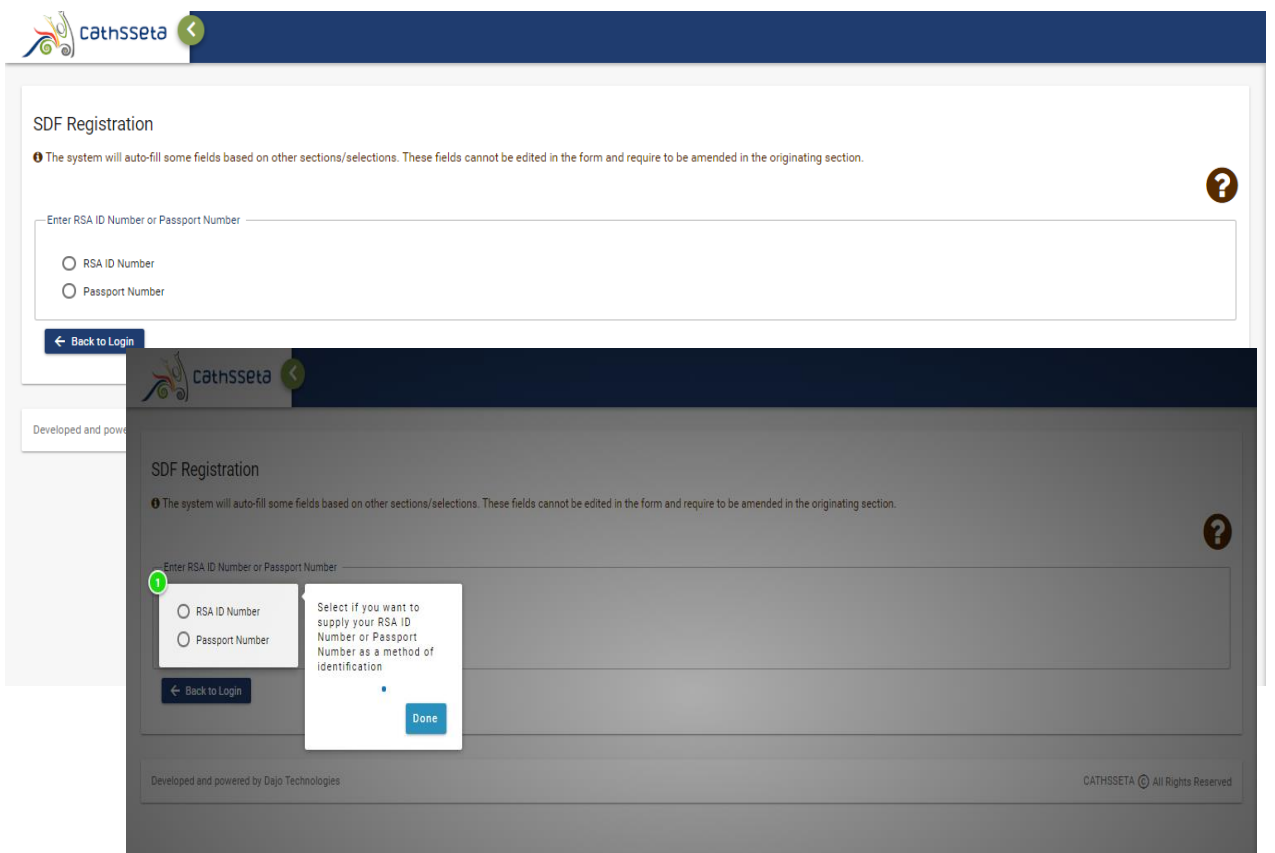 CATHSSETA
SDF Registration
The system will auto-fill some fields based on other sections/selections. These fields cannot be edited in the form and require to be amended in the originating section.
?
Enter RSA ID Number or Passport Number
RSA ID Number
Passport Number
← Back to Login
Developed and powe
CATHSSETA
SDF Registration
The system will auto-fill some fields based on other sections/selections. These fields cannot be edited in the form and require to be amended in the originating section.
?
Enter RSA ID Number or Passport Number
1
RSA ID Number
Passport Number
Select if you want to
supply your RSA ID
Number or Passport
Number as a method of
identification
Done
← Back to Login
Developed and powered by Dajo Technologies
CATHSSETA © All Rights Reserved